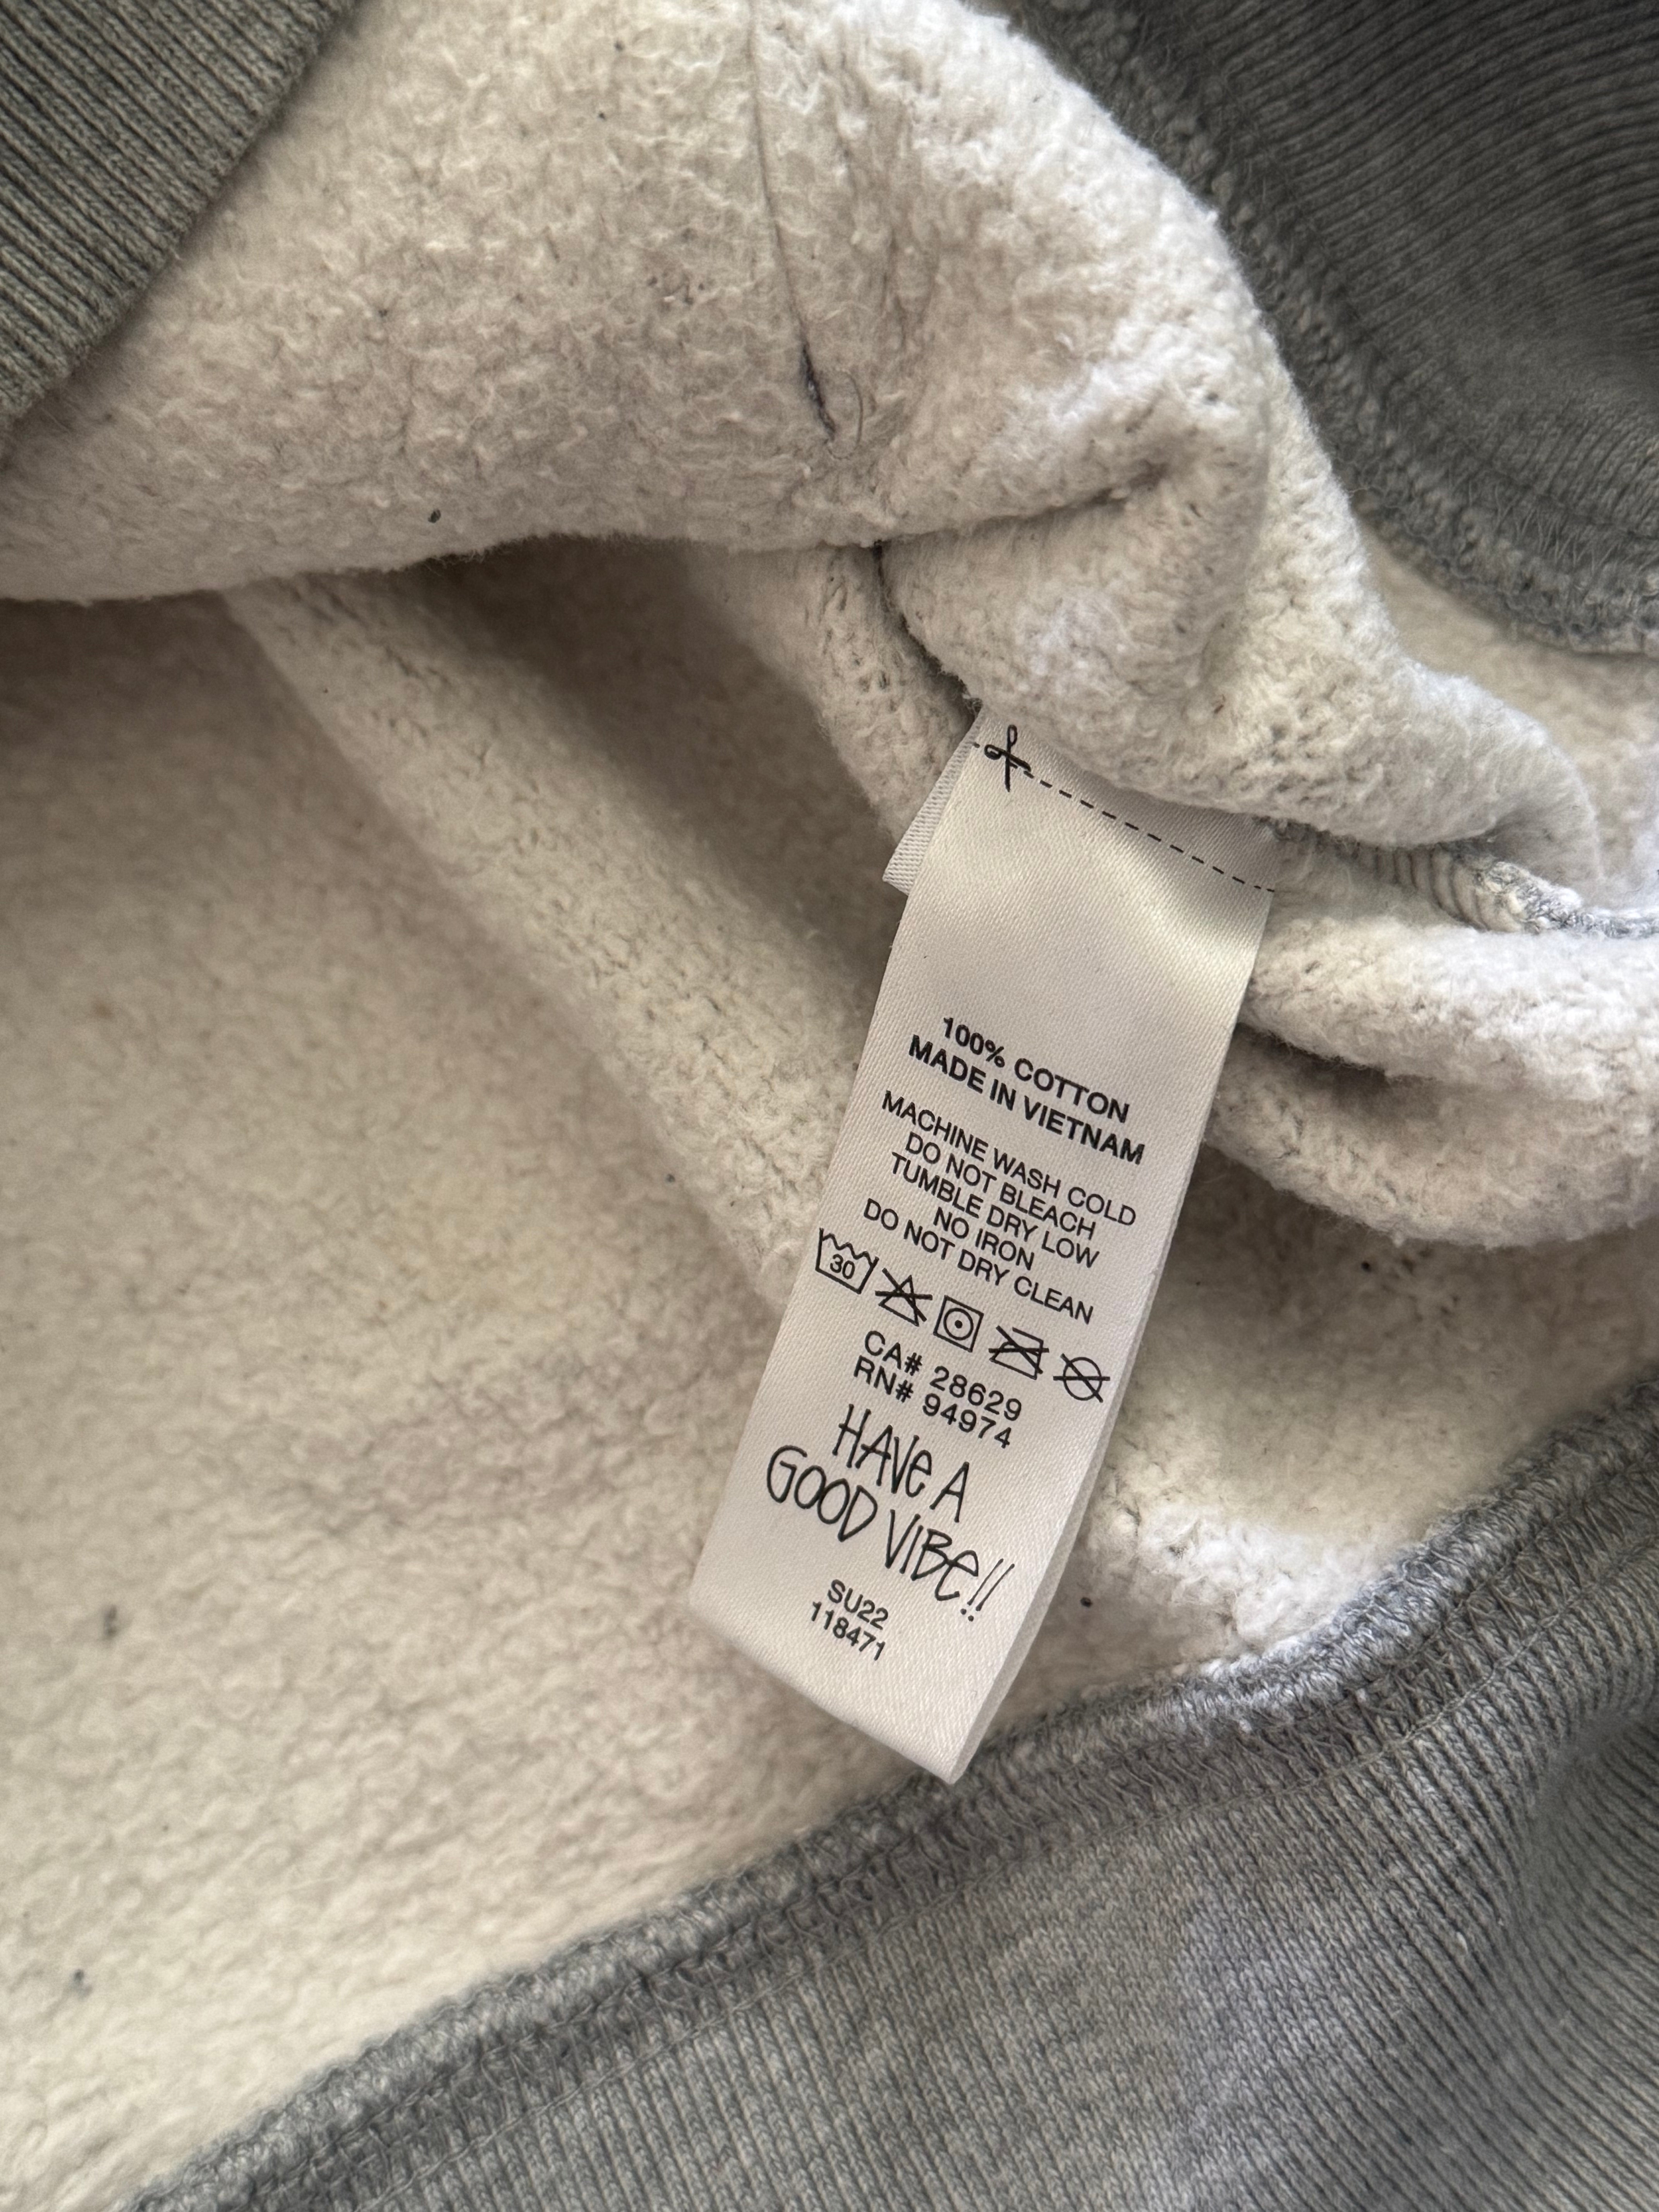 100% COTTON
MADE IN VIETNAM
MACHINE WASH COLD
DO NOT BLEACH
TUMBLE DRY LOW
NO IRON
DO NOT DRY CLEAN
30
CA# 28629
RN# 94974
HAVE A
GOOD VIBE!!
SU22
118471